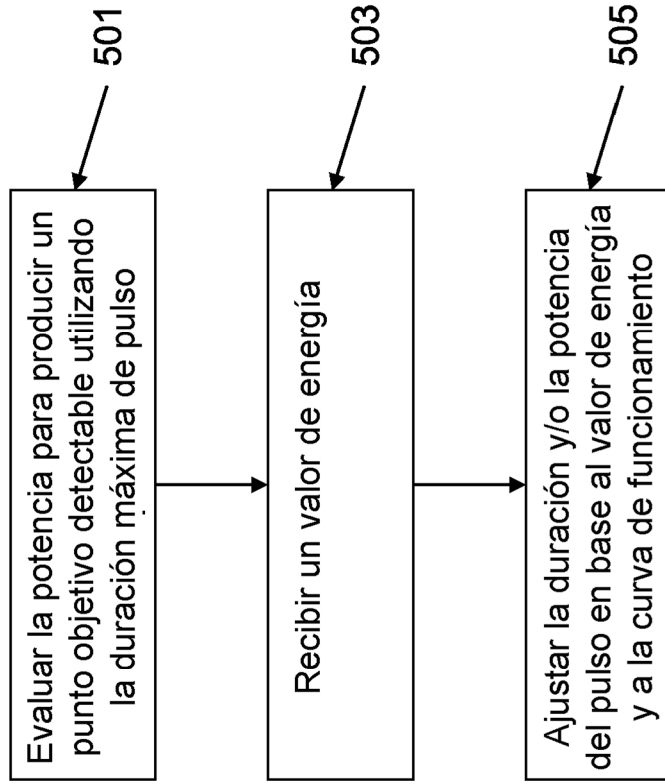 Evaluar la potencia para producir un
punto objetivo detectable utilizando
la duración máxima de pulso
501
Recibir un valor de energía
503
Ajustar la duración y/o la potencia
del pulso en base al valor de energía
y a la curva de funcionamiento
505